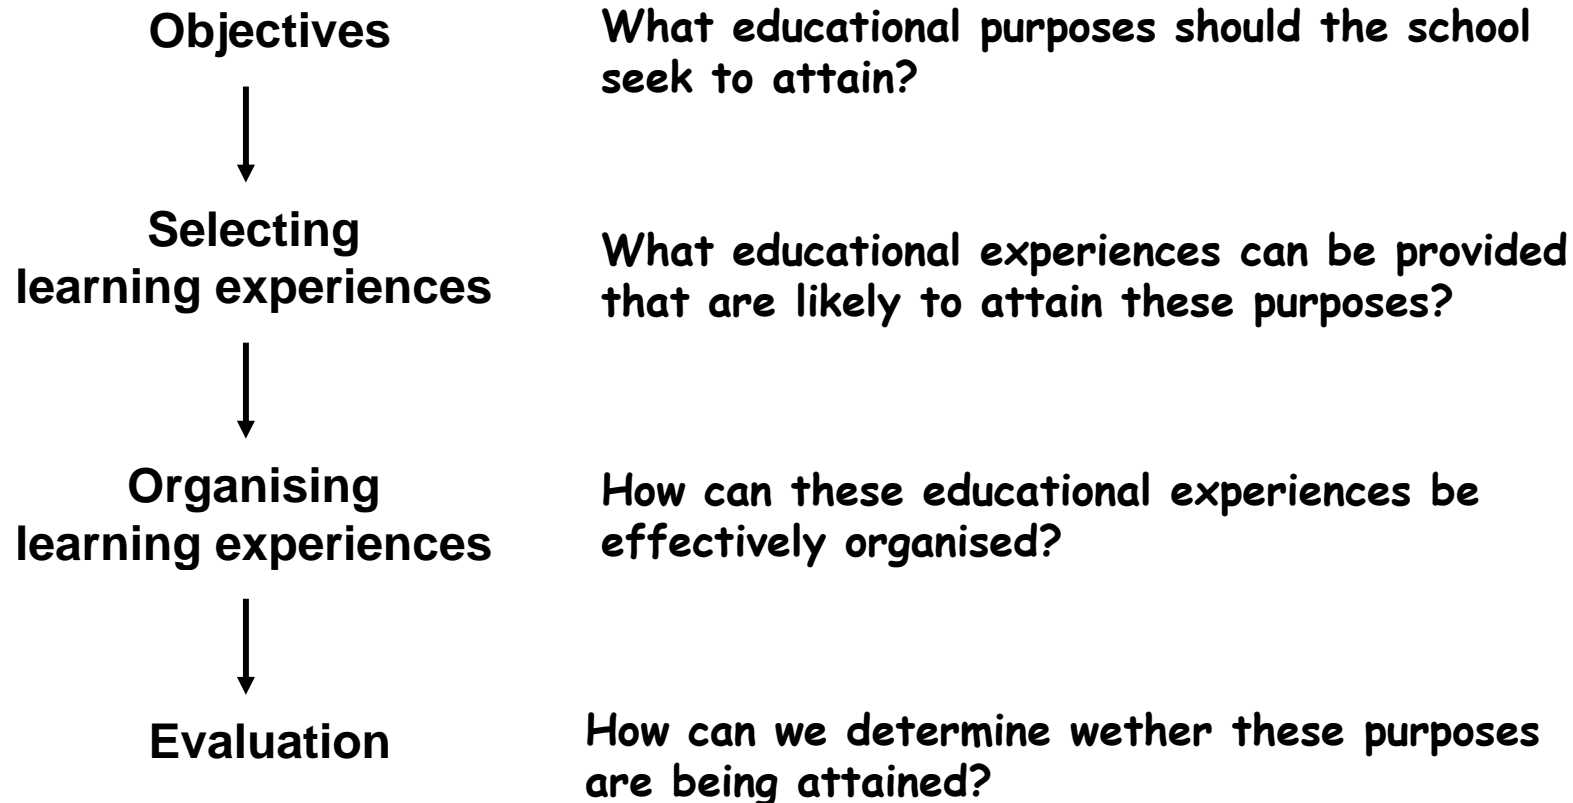 Objectives
What educational purposes should the school
seek to attain?
Selecting
learning experiences
What educational experiences can be provided
that are likely to attain these purposes?
Organising
learning experiences
How can these educational experiences be
effectively organised?
Evaluation
How can we determine wether these purposes
are being attained?